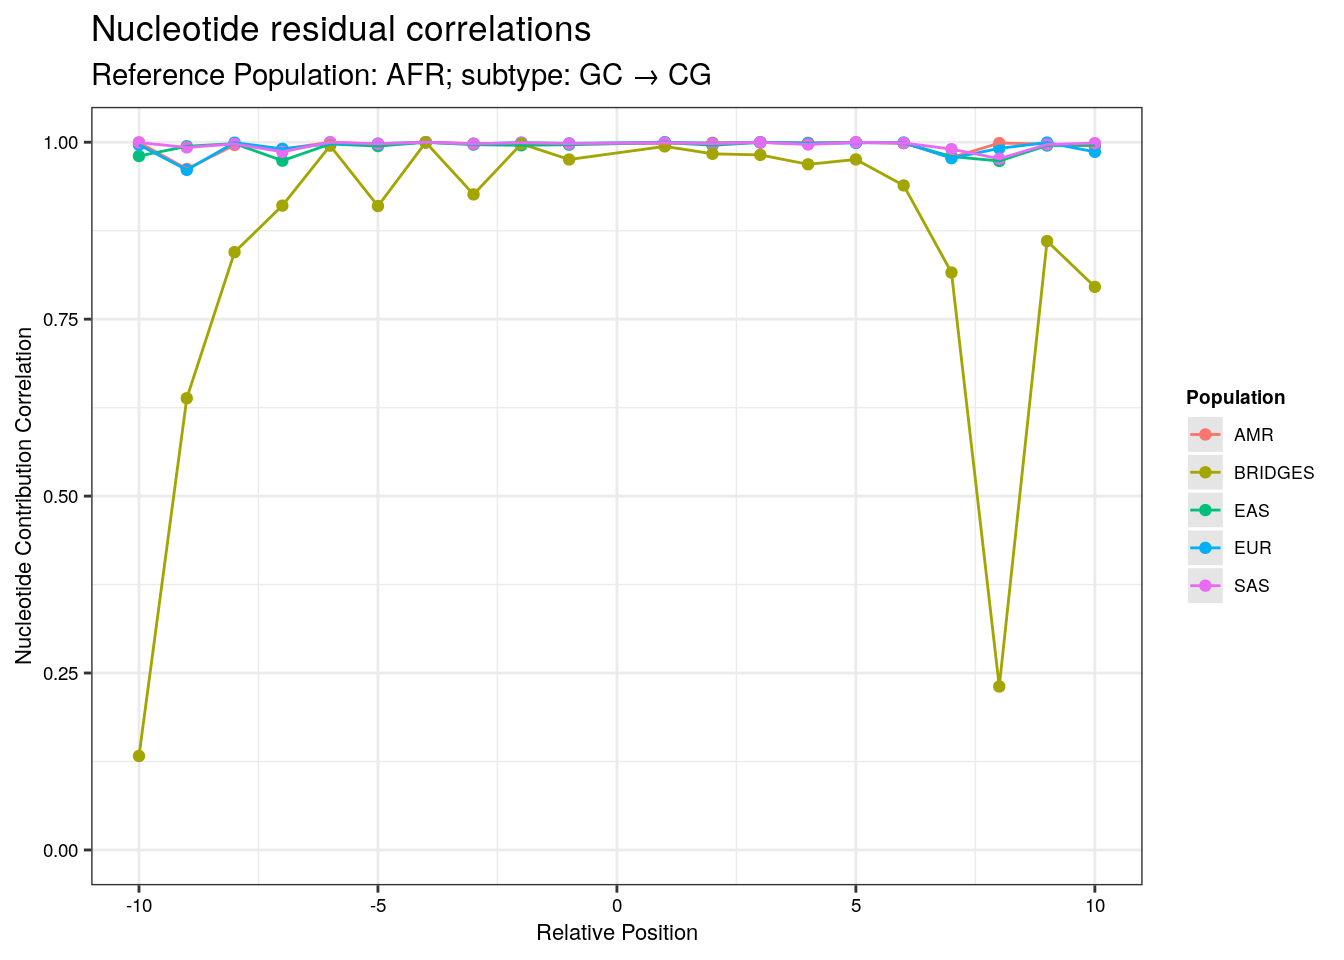 Nucleotide residual correlations
Reference Population: AFR; subtype: GC → CG
Nucleotide Contribution Correlation
1.00
0.75
0.50
0.25
0.00
-10
-5
0
5
10
Relative Position
Population
AMR
BRIDGES
EAS
EUR
SAS